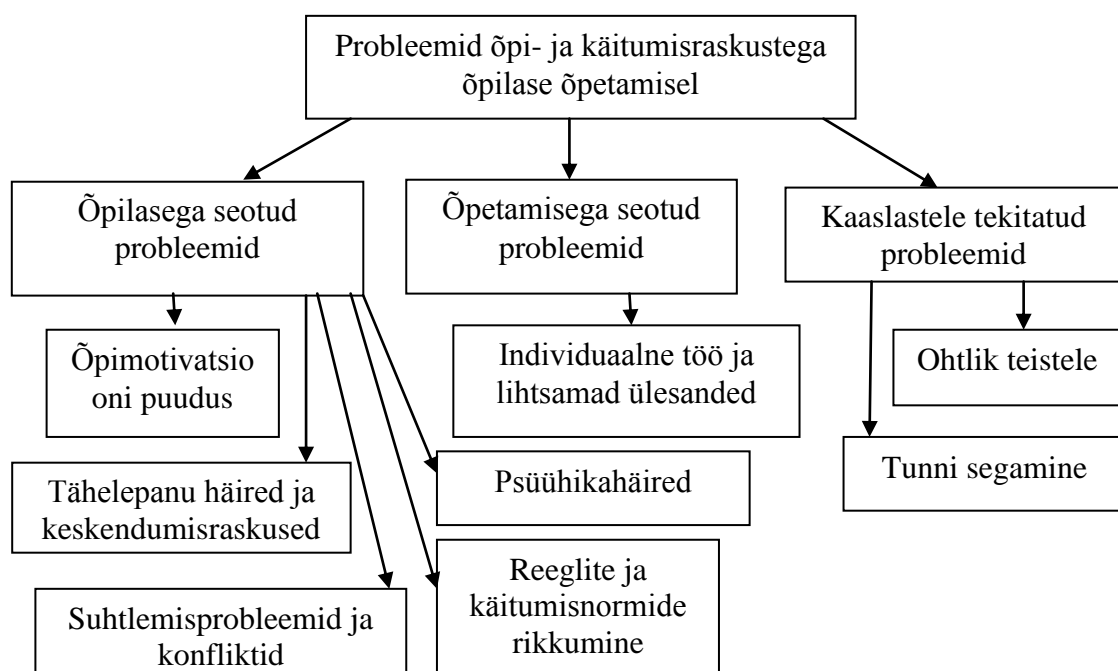 Probleemid õpi- ja käitumisraskustega
õpilase õpetamisel
Õpilasega seotud
probleemid
Õpetamisega seotud
probleemid
Kaaslastele tekitatud
probleemid
Õpimotivatsio
oni puudus
Individuaalne töö ja
lihtsamad ülesanded
Ohtlik teistele
Tähelepanu häired ja
keskendumisraskused
Psüühikahäired
Tunni segamine
Suhtlemisprobleemid ja
konfliktid
Reeglite ja
käitumisnormide
rikkumine